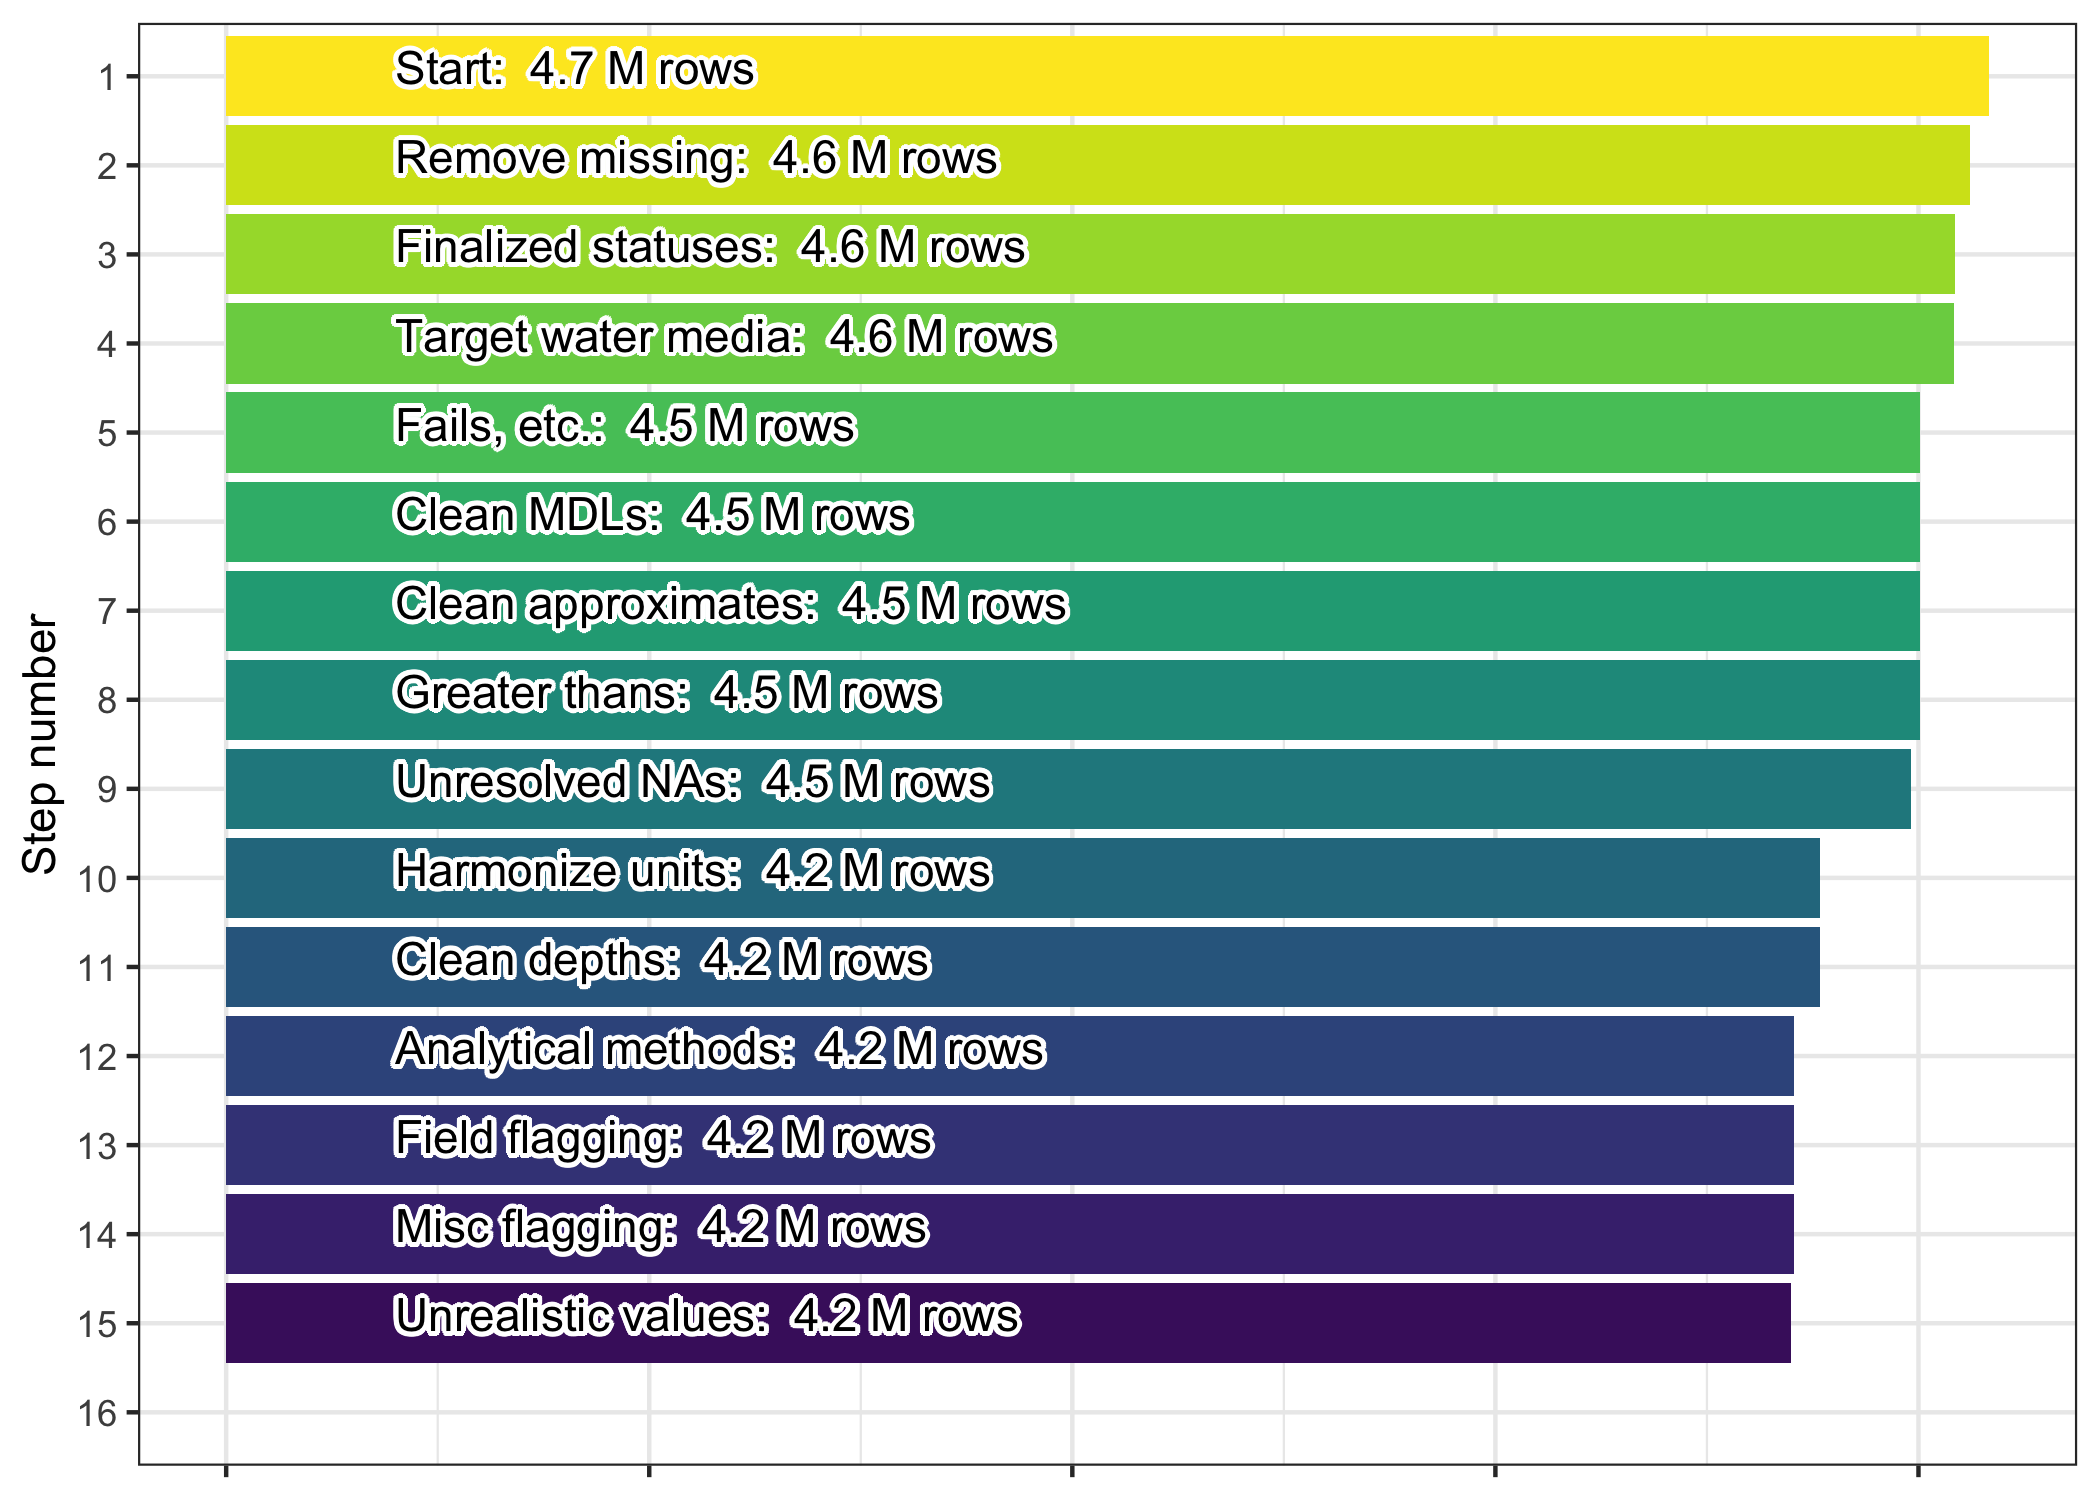 Step number
1
Start:  4.7 M rows
2
Remove missing:  4.6 M rows
3
Finalized statuses:  4.6 M rows
4
Target water media:  4.6 M rows
5
Fails, etc.:  4.5 M rows
6
Clean MDLs:  4.5 M rows
7
Clean approximates:  4.5 M rows
8
Greater thans:  4.5 M rows
9
Unresolved NAs:  4.5 M rows
10
Harmonize units:  4.2 M rows
11
Clean depths:  4.2 M rows
12
Analytical methods:  4.2 M rows
13
Field flagging:  4.2 M rows
14
Misc flagging:  4.2 M rows
15
Unrealistic values:  4.2 M rows
16